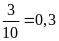 3/10 = 0,3